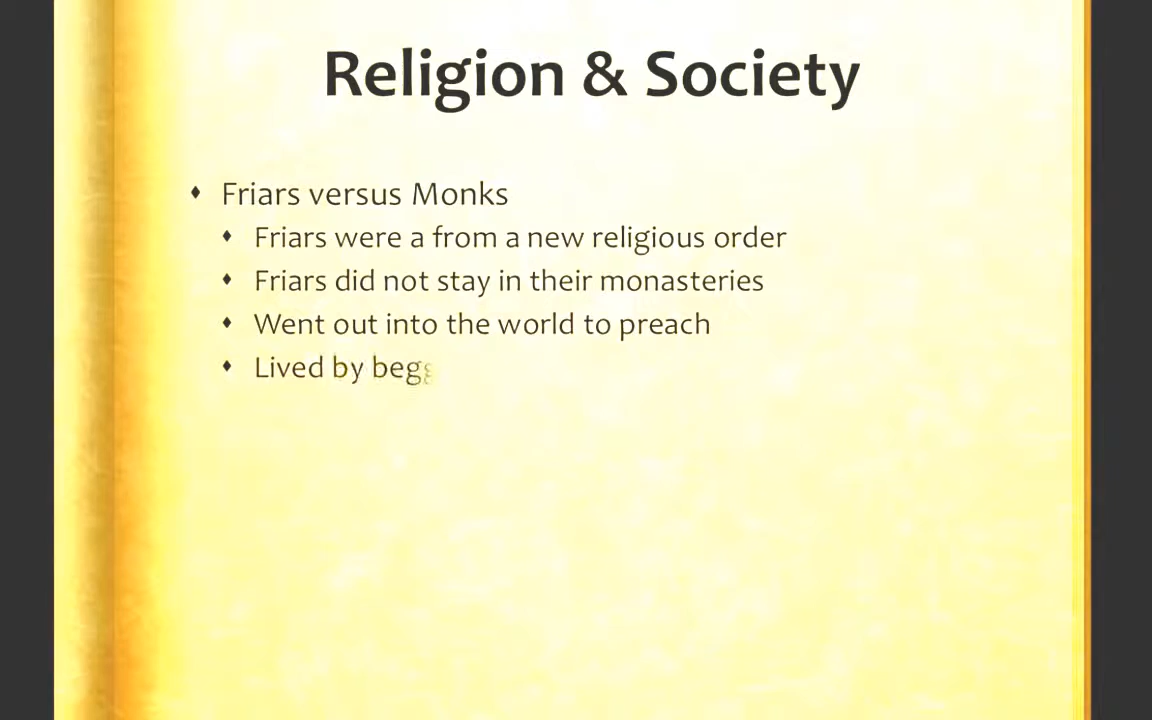 Religion & Society
♦ Friars versus Monks
♦ Friars were a from a new religious order
♦ Friars did not stay in their monasteries
♦ Went out into the world to preach
♦ Lived by begg